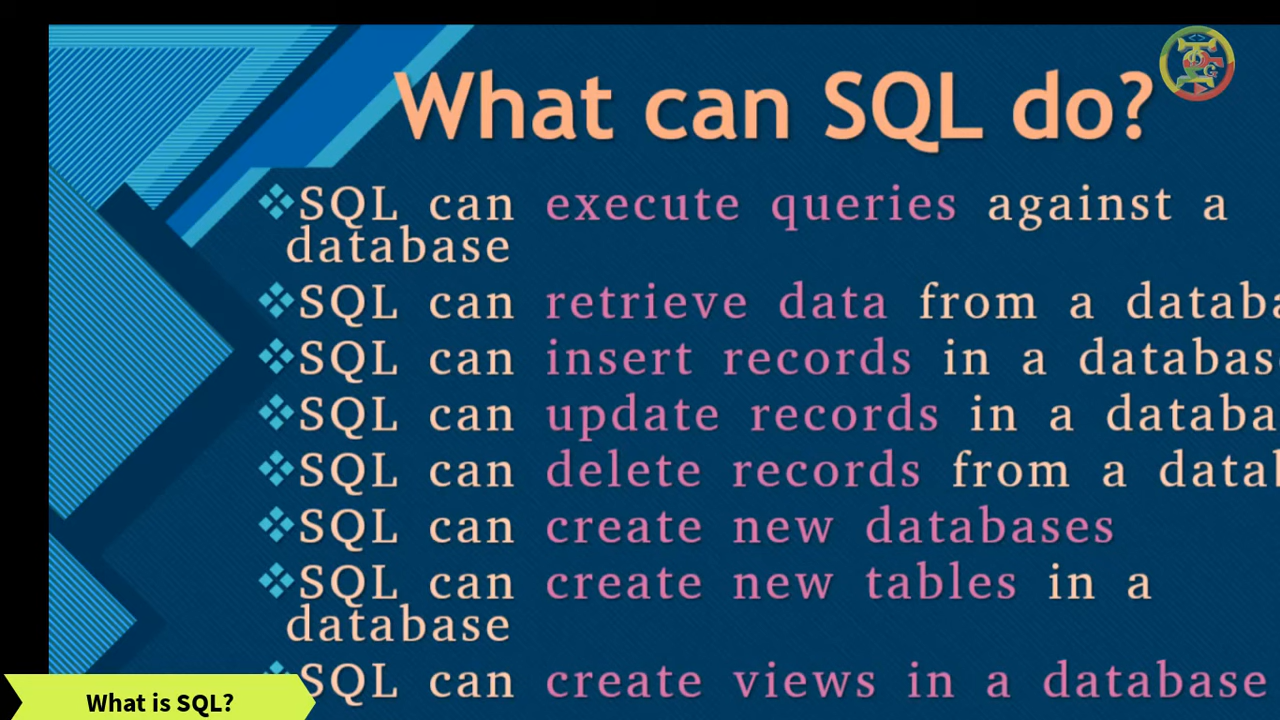 What can SQL do?
SQL can execute queries against a
database
SQL can retrieve data from a
SQL can insert records in a
SQL can update records in a
SQL can delete records from a
SQL can create new databases
SQL can create new tables in a
database
SQL can create views in a database
What is SQL?